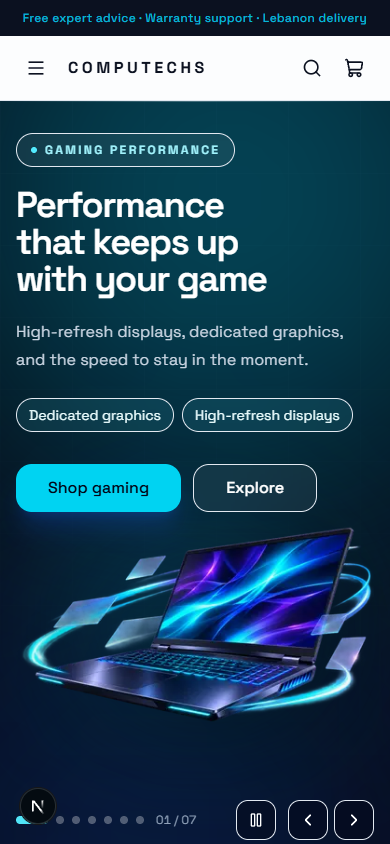 Free expert advice · Warranty support · Lebanon delivery
COMPUTECHS
GAMING PERFORMANCE
Performance
that keeps up
with your game
High-refresh displays, dedicated graphics,
and the speed to stay in the moment.
Dedicated graphics
High-refresh displays
Shop gaming
Explore
N
01 / 07